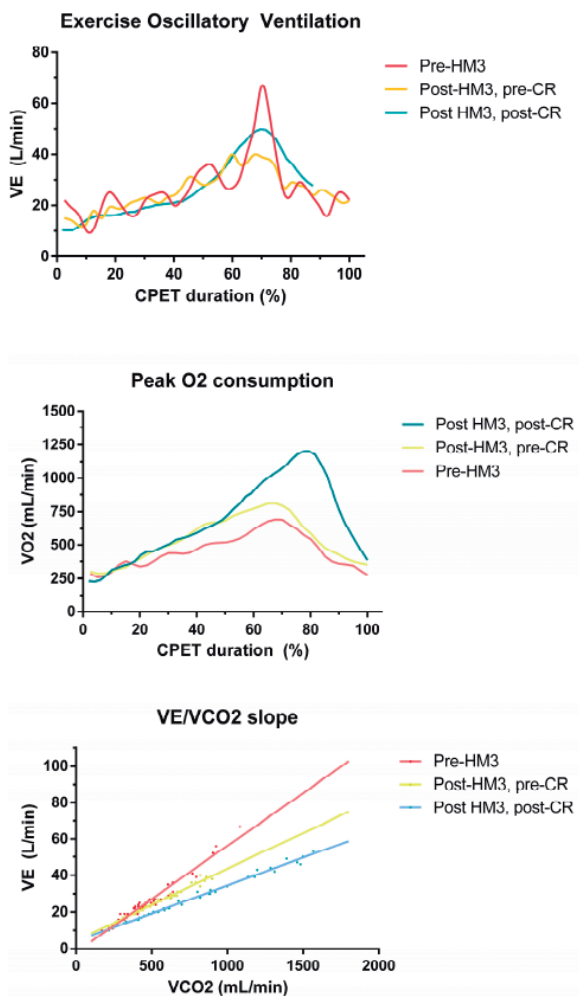 Exercise Oscillatory Ventilation
Pre-HM3
Post-HM3, pre-CR
Post HM3, post-CR
80
60
40
20
0
VE (L/min)
0 20 40 60 80 100
CPET duration (%)
Peak O2 consumption
Post HM3, post-CR
Post-HM3, pre-CR
Pre-HM3
1500
1250
1000
750
500
250
0
VO2 (mL/min)
0 20 40 60 80 100
CPET duration (%)
VE/VCO2 slope
Pre-HM3
Post-HM3, pre-CR
Post HM3, post-CR
100
80
60
40
20
0
VE (L/min)
0 500 1000 1500 2000
VCO2 (mL/min)